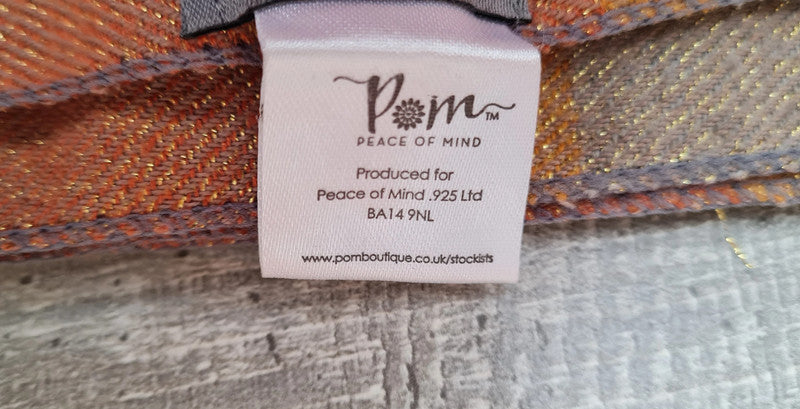 Pom™
PEACE OF MIND
Produced for
Peace of Mind .925 Ltd
BA14 9NL
www.pomboutique.co.uk/stockists